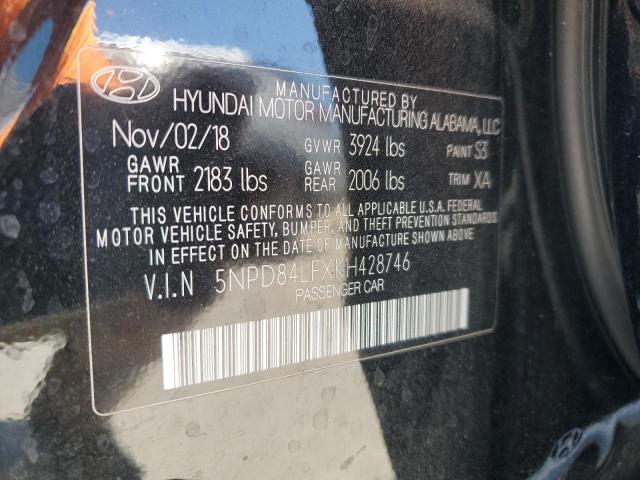 MANUFACTURED BY
HYUNDAI MOTOR MANUFACTURING ALABAMA, LLC
Nov/02/18 GVWR 3924 lbs PAINT S3
GAWR FRONT 2183 lbs GAWR REAR 2006 lbs TRIM XA
THIS VEHICLE CONFORMS TO ALL APPLICABLE U.S.A. FEDERAL
MOTOR VEHICLE SAFETY, BUMPER, AND THEFT PREVENTION STANDARDS
IN EFFECT ON THE DATE OF MANUFACTURE SHOWN ABOVE.
V.I.N 5NPD84LFXKH428746
PASSENGER CAR